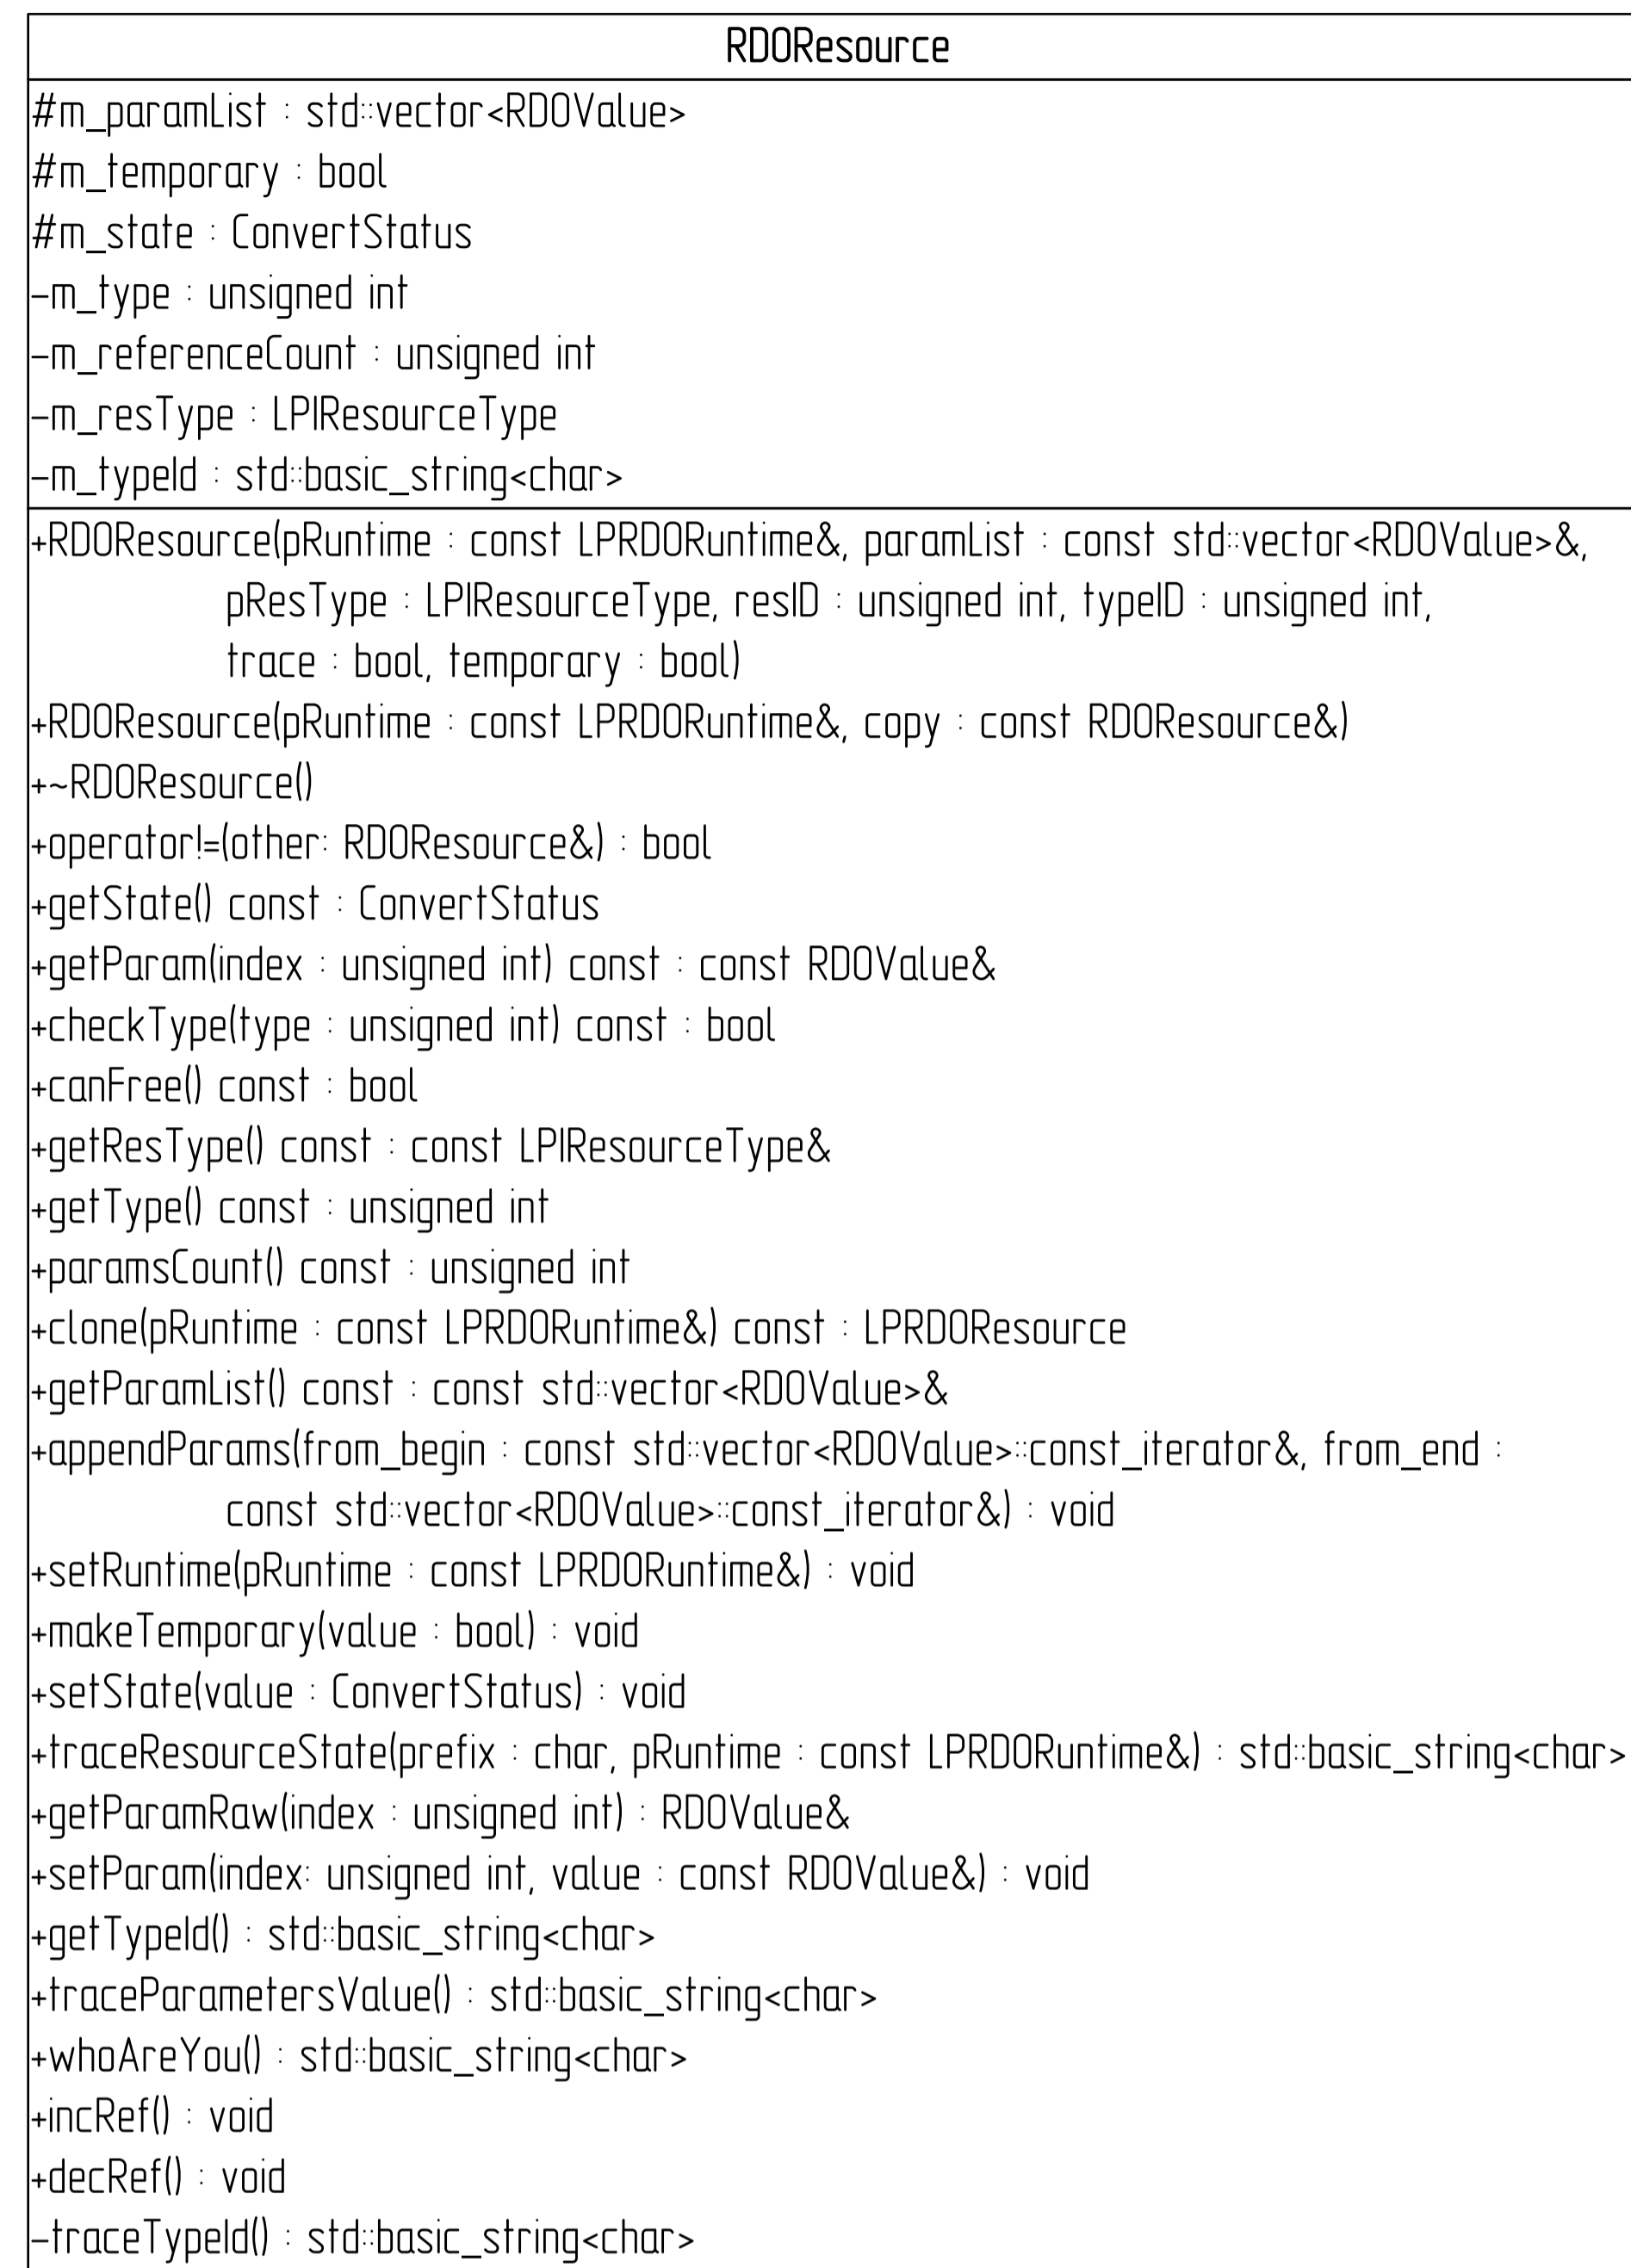 RDOResource
#m_paramList : std::vector<RDOValue>
#m_temporary : bool
#m_state : ConvertStatus
-m_type : unsigned int
-m_referenceCount : unsigned int
-m_resType : LPIResourceType
-m_typeId : std::basic_string<char>
+RDOResource(pRuntime : const LPRDORuntime&, paramList : const std::vector<RDOValue>&,
pResType : LPIResourceType, resID : unsigned int, typeID : unsigned int,
trace : bool, temporary : bool)
+RDOResource(pRuntime : const LPRDORuntime&, copy : const RDOResource&)
+~RDOResource()
+operator!=(other: RDOResource&) : bool
+getState() const : ConvertStatus
+getParam(index : unsigned int) const : const RDOValue&
+checkType(type : unsigned int) const : bool
+canFree() const : bool
+getResType() const : const LPIResourceType&
+getType() const : unsigned int
+paramsCount() const : unsigned int
+clone(pRuntime : const LPRDORuntime&) const : LPRDOResource
+getParamList() const : const std::vector<RDOValue>&
+appendParams(from_begin : const std::vector<RDOValue>::const_iterator&, from_end :
const std::vector<RDOValue>::const_iterator&) : void
+setRuntime(pRuntime : const LPRDORuntime&) : void
+makeTemporary(value : bool) : void
+setState(value : ConvertStatus) : void
+traceResourceState(prefix : char, pRuntime : const LPRDORuntime&) : std::basic_string<char>
+getParamRaw(index : unsigned int) : RDOValue&
+setParam(index: unsigned int, value : const RDOValue&) : void
+getTypeId() : std::basic_string<char>
+traceParametersValue() : std::basic_string<char>
+whoAreYou() : std::basic_string<char>
+incRef() : void
+decRef() : void
-traceTypeId() : std::basic_string<char>